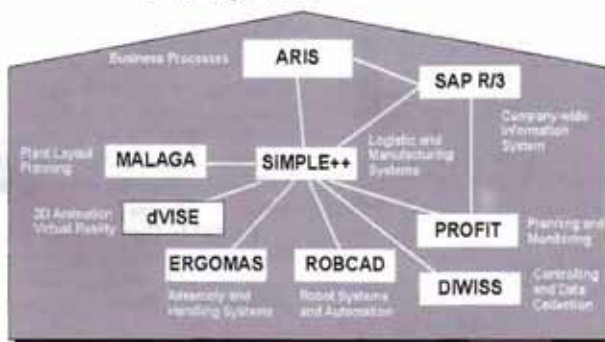 Business Processes
ARIS
SAP R/3
Company-wide
Information
System
Plant Layout
Planning
MALAGA
SIMPLE++
Logistic and
Manufacturing
Systems
3D Animation
Virtual Reality
dVISE
PROFIT
Planning and
Monitoring
ERGOMAS
ROBCAD
DIWISS
Controlling
and Data
Collection
Assembly and
Handling Systems
Robot Systems
and Automation